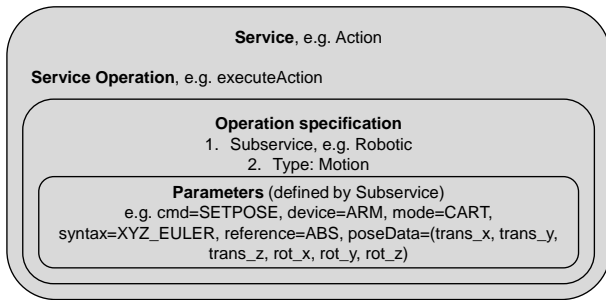 Service, e.g. Action
Service Operation, e.g. executeAction
Operation specification
1. Subservice, e.g. Robotic
2. Type: Motion
Parameters (defined by Subservice)
e.g. cmd=SETPOSE, device=ARM, mode=CART,
syntax=XYZ_EULER, reference=ABS, poseData=(trans_x, trans_y,
trans_z, rot_x, rot_y, rot_z)